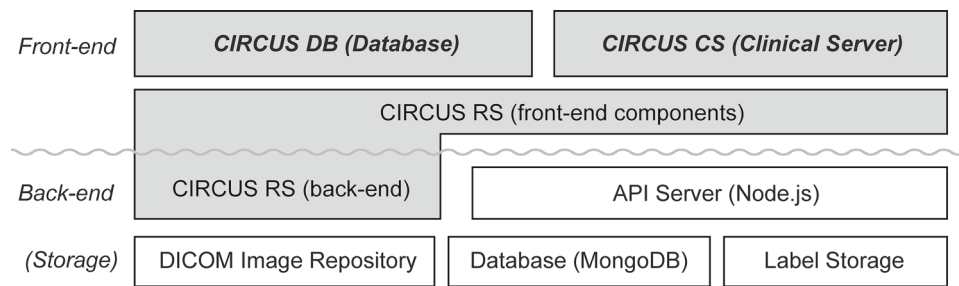 Front-end
CIRCUS DB (Database)
CIRCUS CS (Clinical Server)
CIRCUS RS (front-end components)
Back-end
CIRCUS RS (back-end)
API Server (Node.js)
(Storage)
DICOM Image Repository
Database (MongoDB)
Label Storage